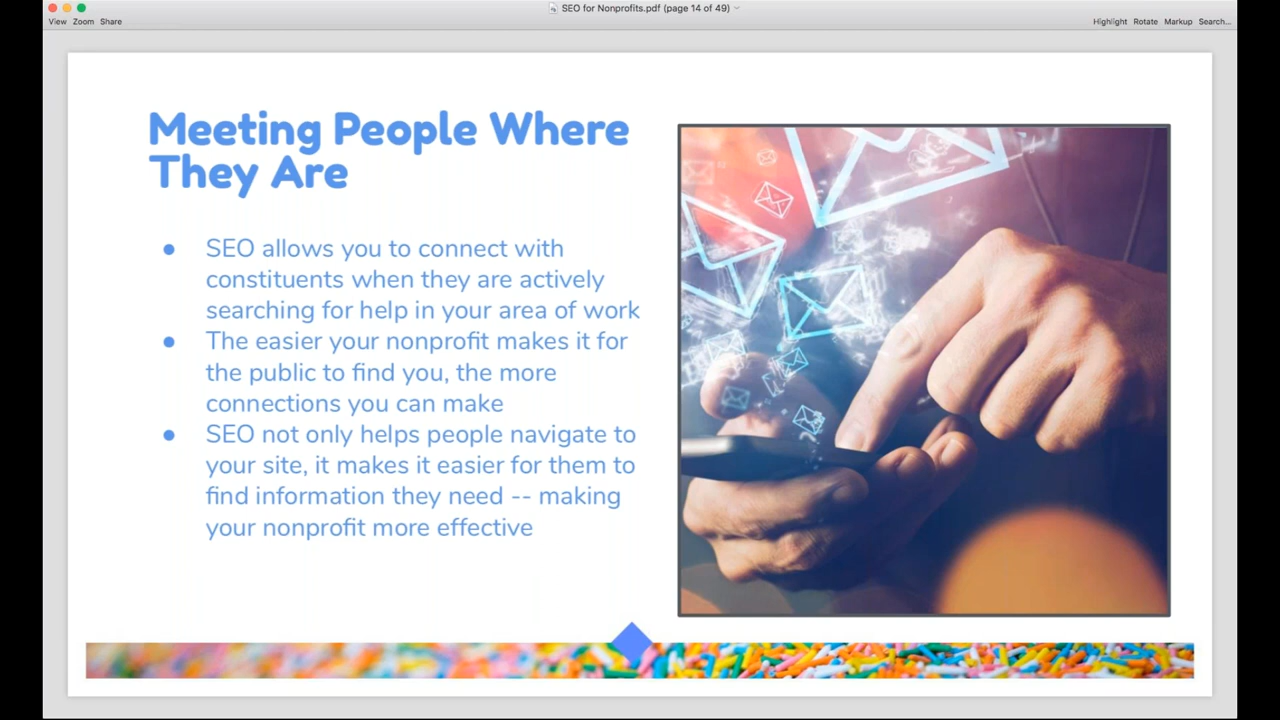 SEO for Nonprofits.pdf (page 14 of 49)
View Zoom Share
Highlight Rotate Markup Search...
Meeting People Where
They Are
● SEO allows you to connect with
constituents when they are actively
searching for help in your area of work
● The easier your nonprofit makes it for
the public to find you, the more
connections you can make
● SEO not only helps people navigate to
your site, it makes it easier for them to
find information they need -- making
your nonprofit more effective